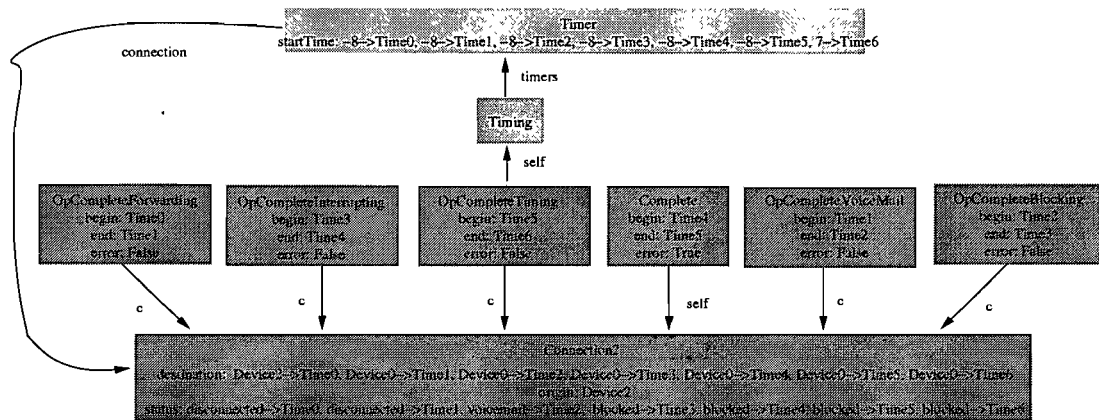 Timer
startTime: -8->Time0, -8->Time1, -8->Time2, -8->Time3, -8->Time4, -8->Time5, 7->Time6
connection
timers
Timing
self
OpCompleteForwarding
begin: Time0
end: Time1
error: False
OpCompleteInterrupting
begin: Time3
end: Time4
error: False
OpCompleteTiming
begin: Time5
end: Time6
error: False
Complete
begin: Time4
end: Time5
error: True
OpCompleteVoiceMail
begin: Time1
end: Time2
error: False
OpCompleteBlocking
begin: Time2
end: Time3
error: False
c
c
c
self
c
c
Connection2
destination: Device2->Time0, Device0->Time1, Device0->Time2, Device0->Time3, Device0->Time4, Device0->Time5, Device0->Time6
origin: Device2
status: disconnected->Time0, disconnected->Time1, voicemail->Time2, blocked->Time3, blocked->Time4, blocked->Time5, blocked->Time6